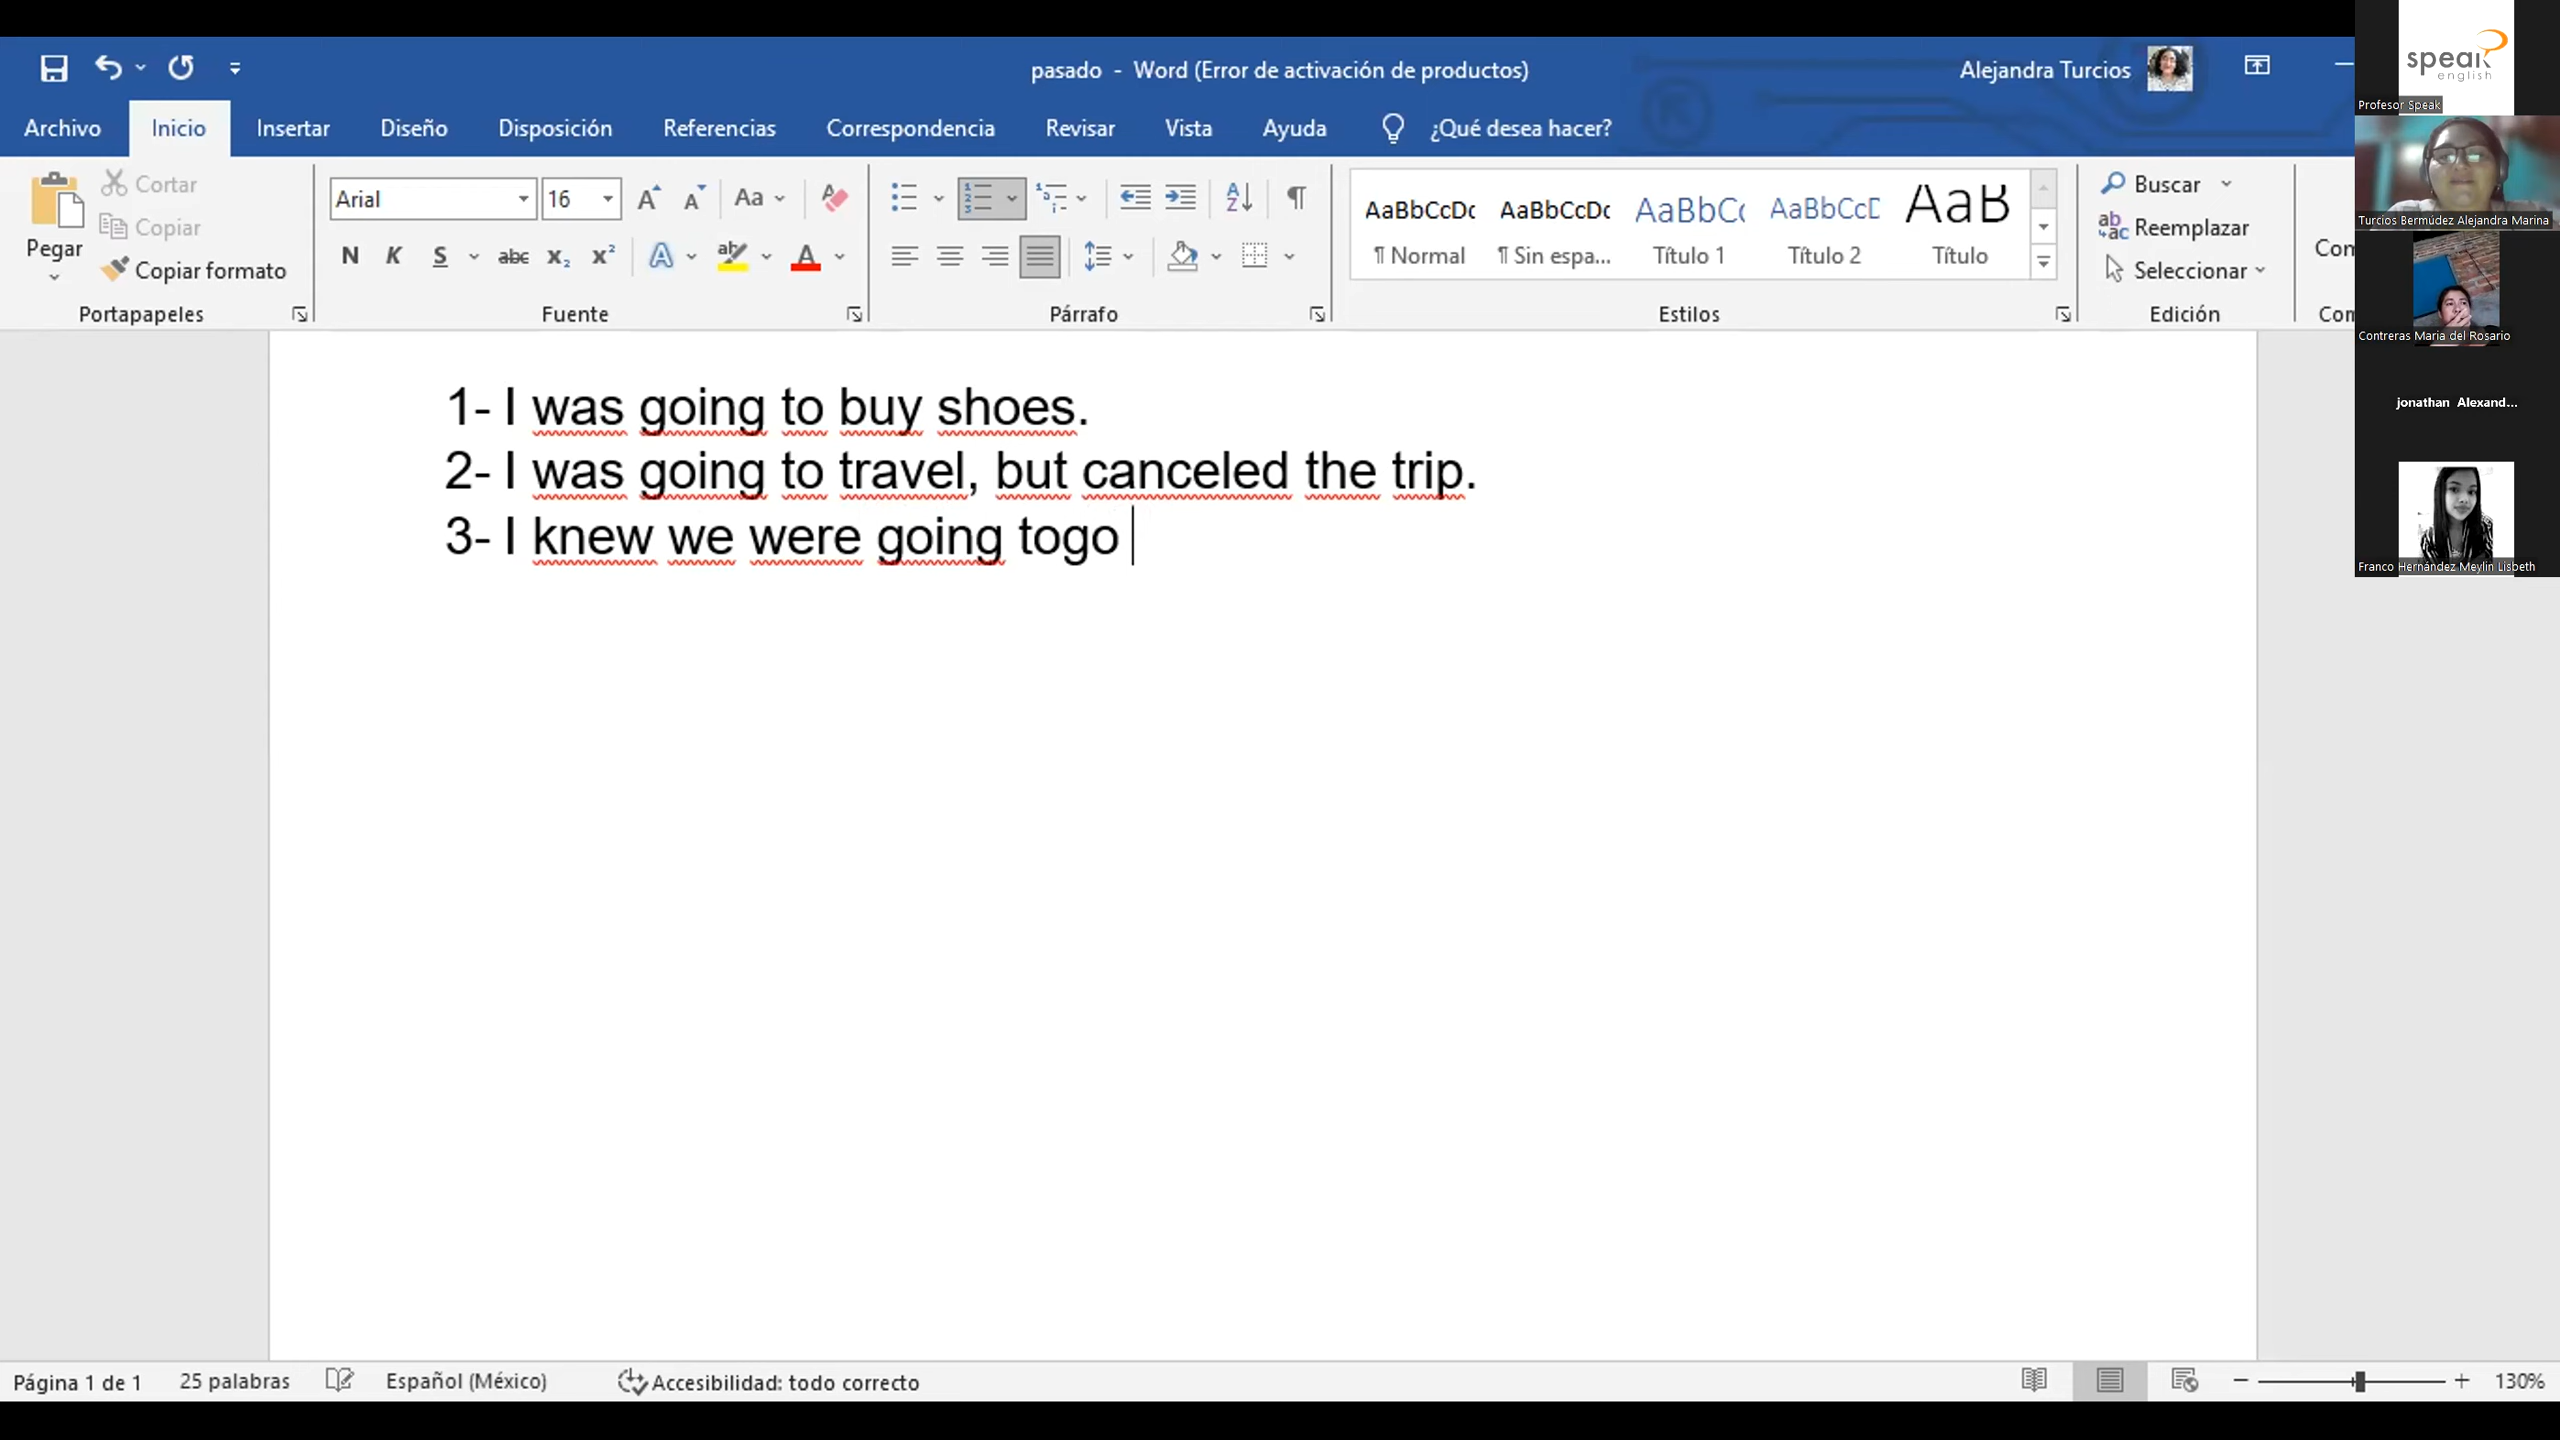 pasado - Word (Error de activación de productos)
Alejandra Turcios
Archivo Inicio Insertar Diseño Disposición Referencias Correspondencia Revisar Vista Ayuda ¿Qué desea hacer?
Pegar
Cortar
Copiar
Copiar formato
Portapapeles
Arial 16
Aa
N K S abc x₂ x² A ab A
Fuente
Párrafo
AaBbCcDc AaBbCcDc AaBbCc AaBbCcD AaB
¶ Normal ¶ Sin espa... Título 1 Título 2 Título
Estilos
Buscar
Reemplazar
Seleccionar
Edición
1- I was going to buy shoes.
2- I was going to travel, but canceled the trip.
3- I knew we were going togo
Página 1 de 1 25 palabras Español (México) Accesibilidad: todo correcto 130%
speak
english
Profesor Speak
Turcios Bermúdez Alejandra Marina
Contreras Maria del Rosario
jonathan Alexand...
Franco Hernández Meylin Lisbeth